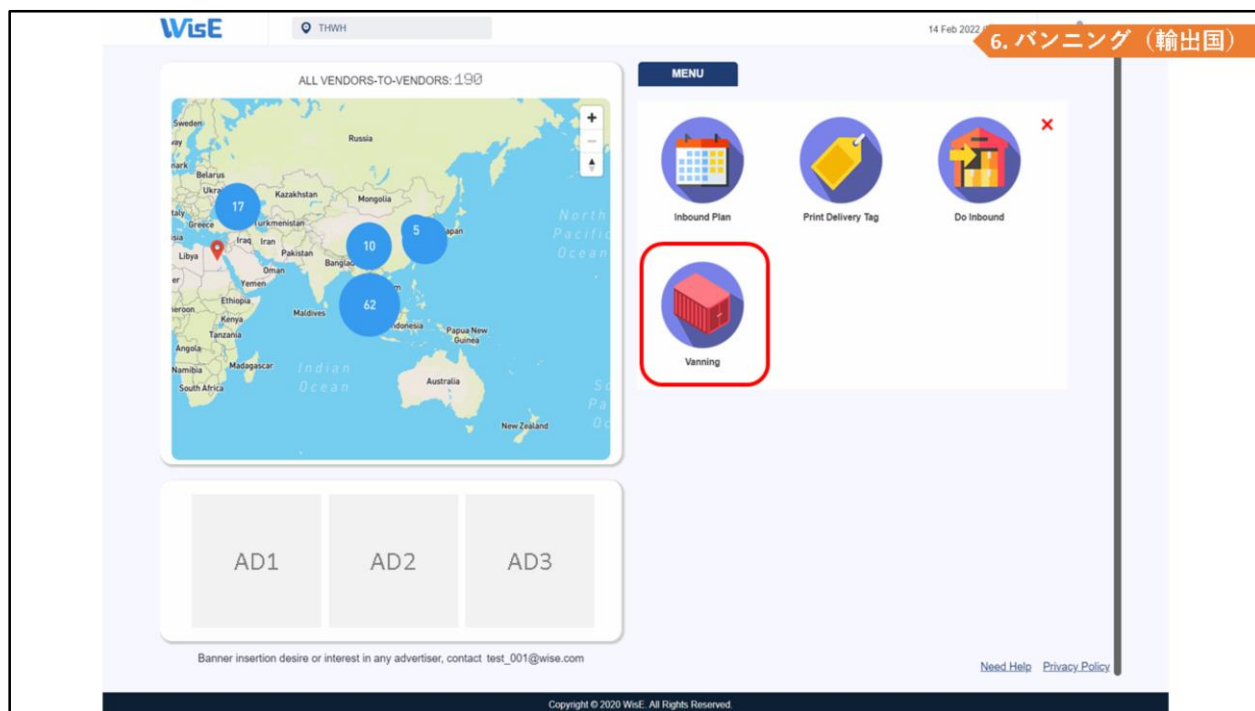 WisE
THWH
14 Feb 2022
6. バンニング（輸出国）
ALL VENDORS-TO-VENDORS: 190
MENU
Sweden
Russia
Belarus
Kazakhstan
Mongolia
17
Greece
Turkmenistan
10
5
North
Pacific
Ocean
Iraq
Iran
Pakistan
Libya
Oman
Yemen
62
Ethiopia
Kenya
Maldives
Papua New
Guinea
Tanzania
Angola
Namibia
Madagascar
Indian
Ocean
South Africa
Australia
New Zealand
Inbound Plan
Print Delivery Tag
Do Inbound
Vanning
AD1
AD2
AD3
Banner insertion desire or interest in any advertiser, contact test_001@wise.com
Need Help
Privacy Policy
Copyright © 2020 WisE. All Rights Reserved.